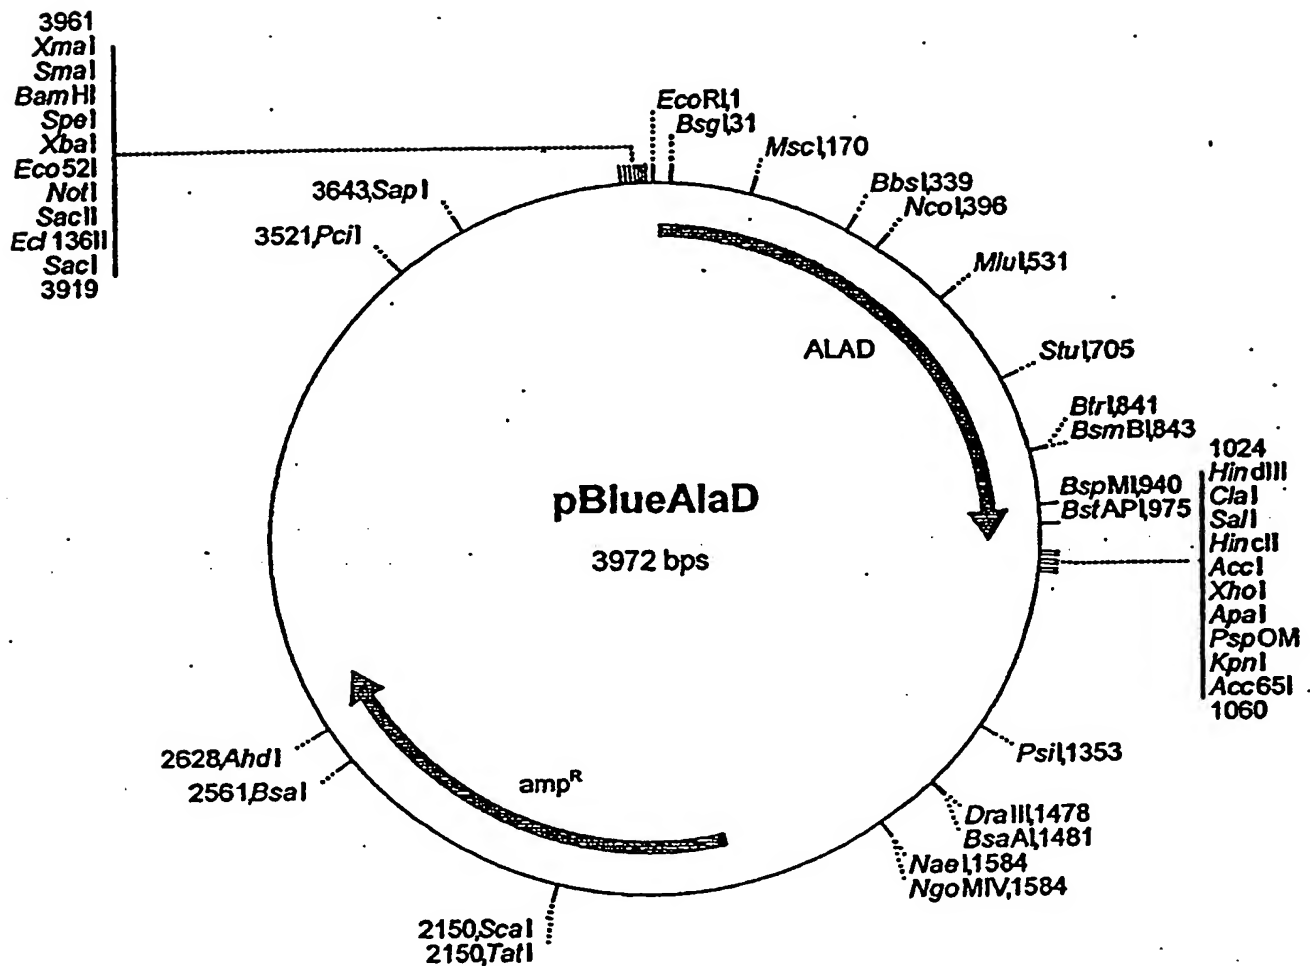 3961
XmaI
SmaI
BamHI
SpeI
XbaI
Eco52I
NotI
SacII
Ecl136II
SacI
3919
3643,SapI
3521,PciI
EcoRI,1
BsgI,31
MscI,170
BbsI,339
NcoI,396
MluI,531
StuI,705
BtrI,841
BsmBI,843
BspMI,940
BstAPI,975
1024
HindIII
ClaI
SalI
HincII
AccI
XhoI
ApaI
PspOM
KpnI
Acc65I
1060
ALAD
pBlueAlaD
3972 bps
PsiI,1353
DraIII,1478
BsaAI,1481
NaeI,1584
NgoMIV,1584
2628,AhdI
2561,BsaI
ampR
2150,ScaI
2150,TatI